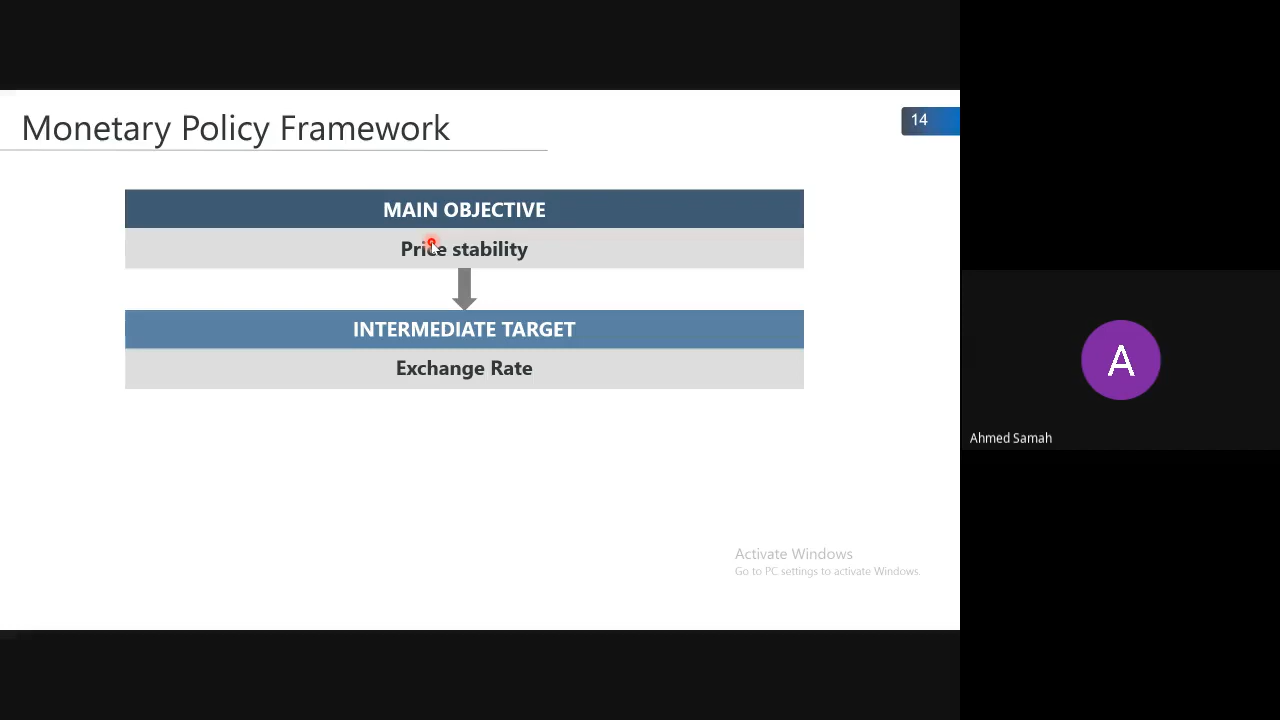 Monetary Policy Framework
14
MAIN OBJECTIVE
Price stability
INTERMEDIATE TARGET
Exchange Rate
Activate Windows
Go to PC settings to activate Windows.
A
Ahmed Samah